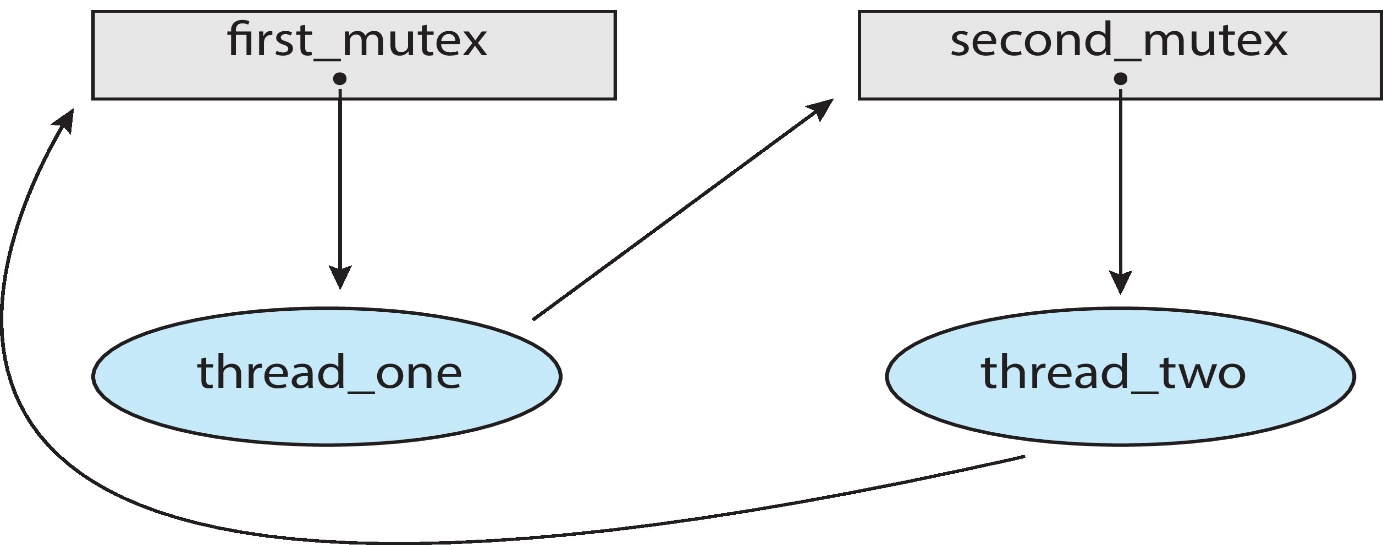 first_mutex
second_mutex
thread_one
thread_two